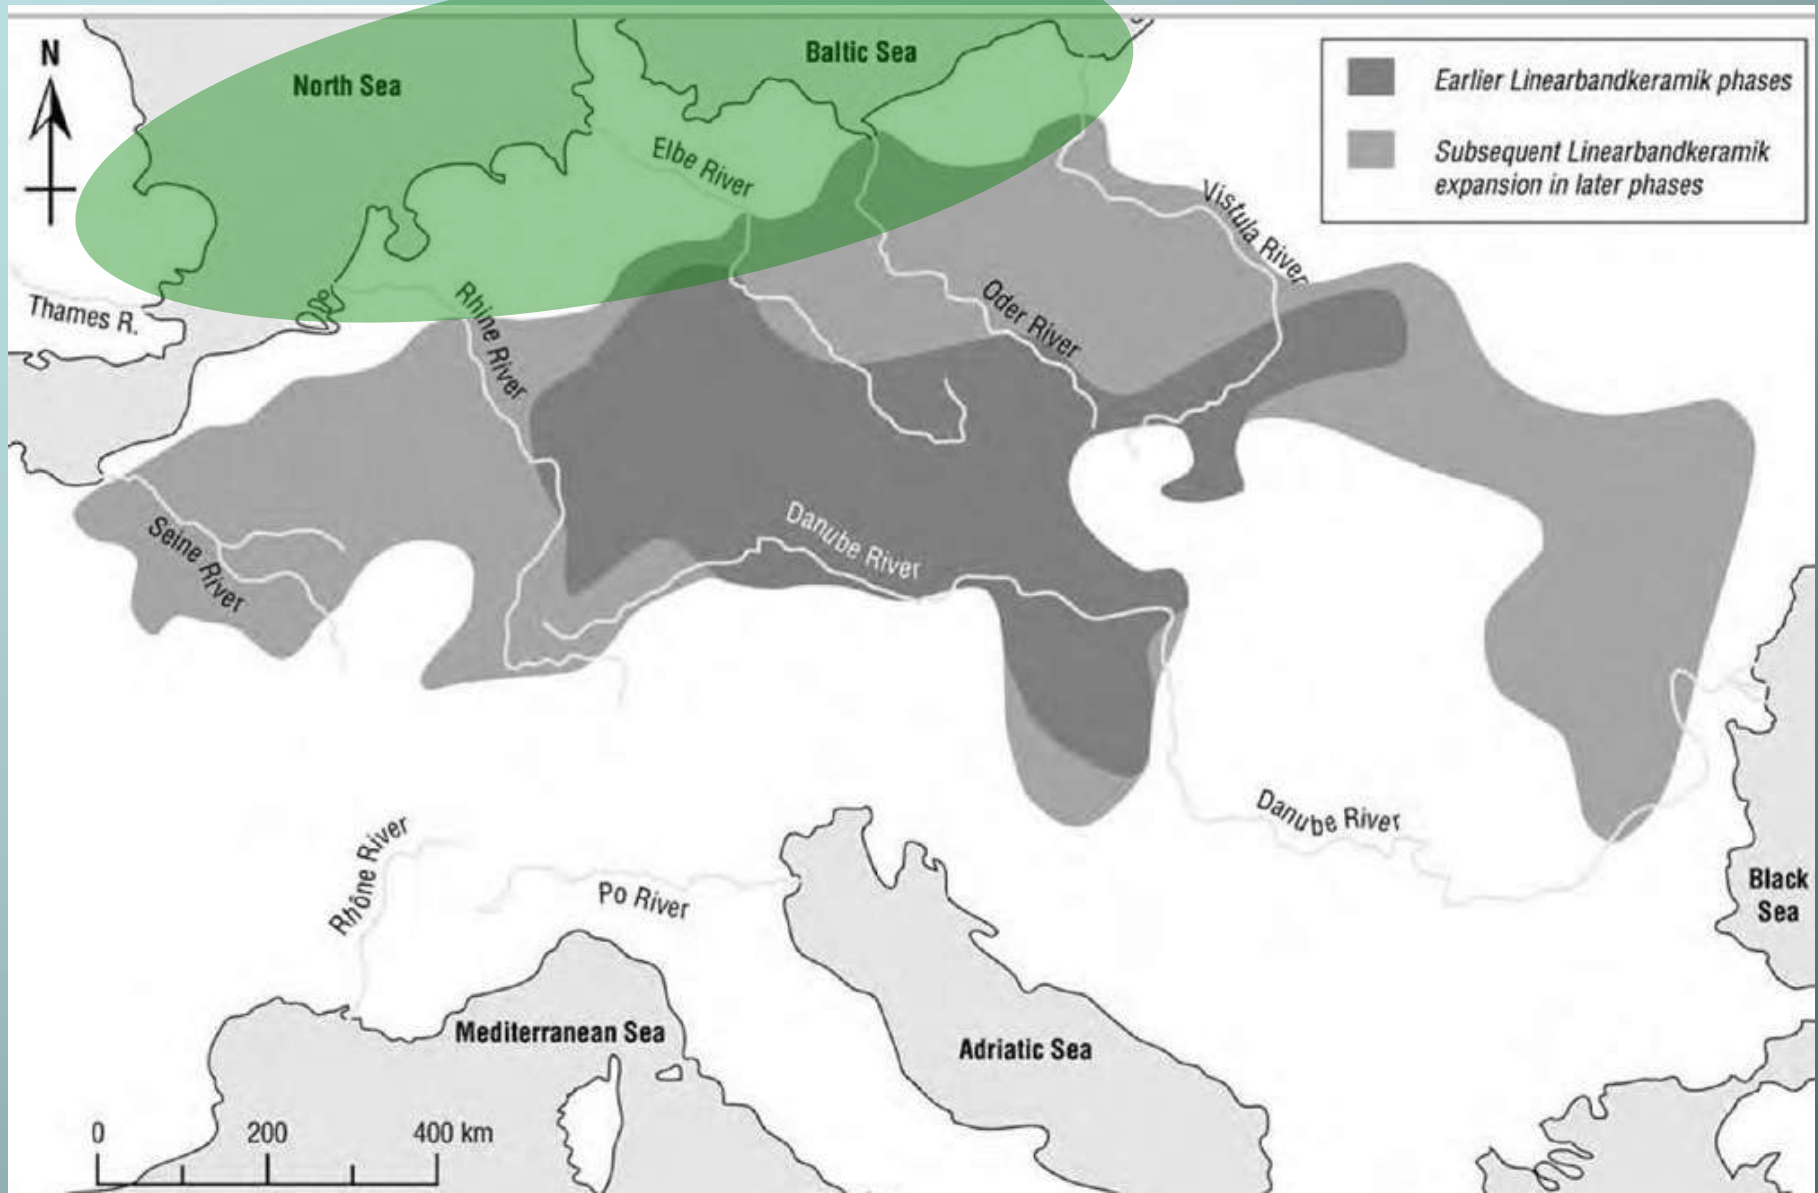 N
North Sea
Baltic Sea
Earlier Linearbandkeramik phases
Subsequent Linearbandkeramik
expansion in later phases
Elbe River
Vistula River
Thames R.
Rhine River
Oder River
Seine River
Danube River
Danube River
Rhône River
Po River
Black
Sea
Mediterranean Sea
Adriatic Sea
0 200 400 km